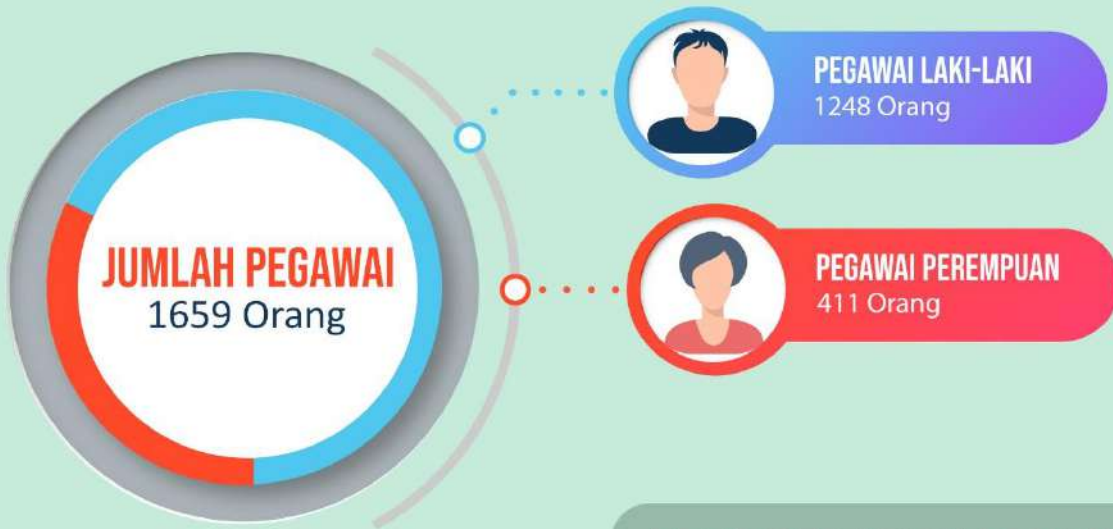 JUMLAH PEGAWAI
1659 Orang
PEGAWAI LAKI-LAKI
1248 Orang
PEGAWAI PEREMPUAN
411 Orang